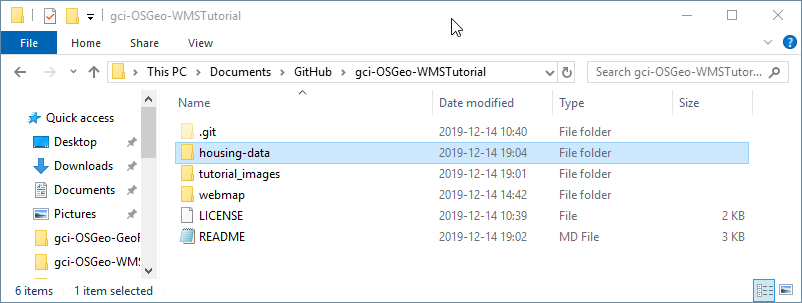 gci-OSGeo-WMSTutorial
File Home Share View
This PC Documents GitHub gci-OSGeo-WMSTutorial Search gci-OSGeo-WMSTutor...
Name Date modified Type Size
Quick access
Desktop
Downloads
Documents
Pictures
gci-OSGeo-GeoF
gci-OSGeo-WMS
.git 2019-12-14 10:40 File folder
housing-data 2019-12-14 19:04 File folder
tutorial_images 2019-12-14 19:01 File folder
webmap 2019-12-14 14:42 File folder
LICENSE 2019-12-14 10:39 File 2 KB
README 2019-12-14 19:02 MD File 3 KB
6 items 1 item selected